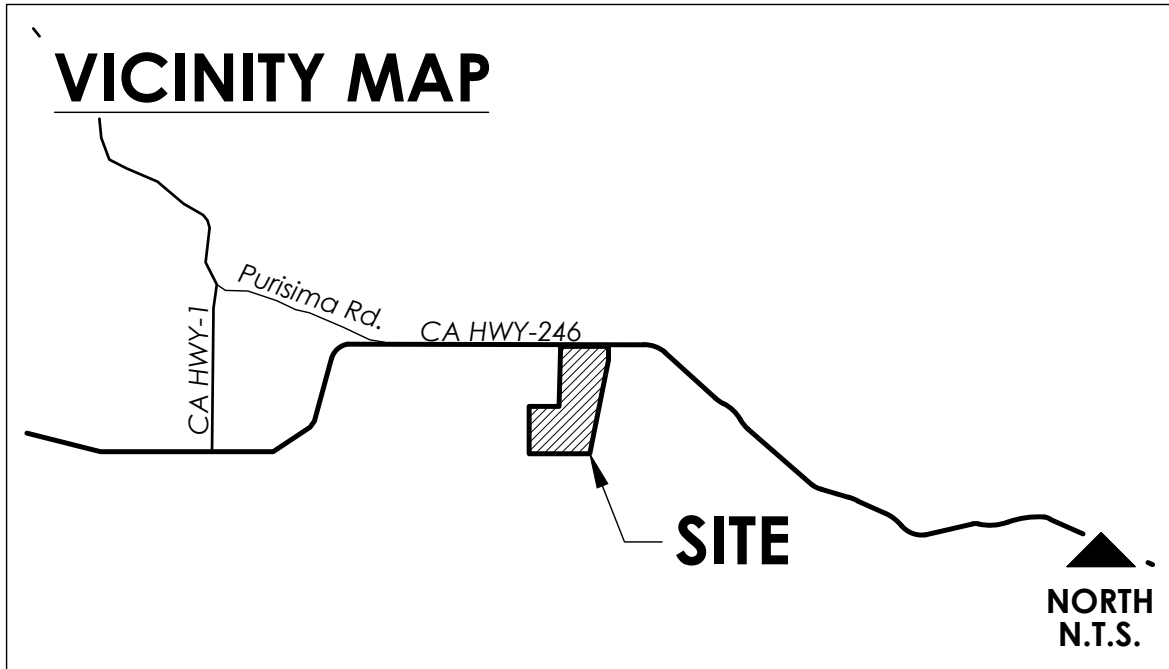 VICINITY MAP
Purisima Rd.
CA HWY-246
CA HWY-1
SITE
NORTH
N.T.S.